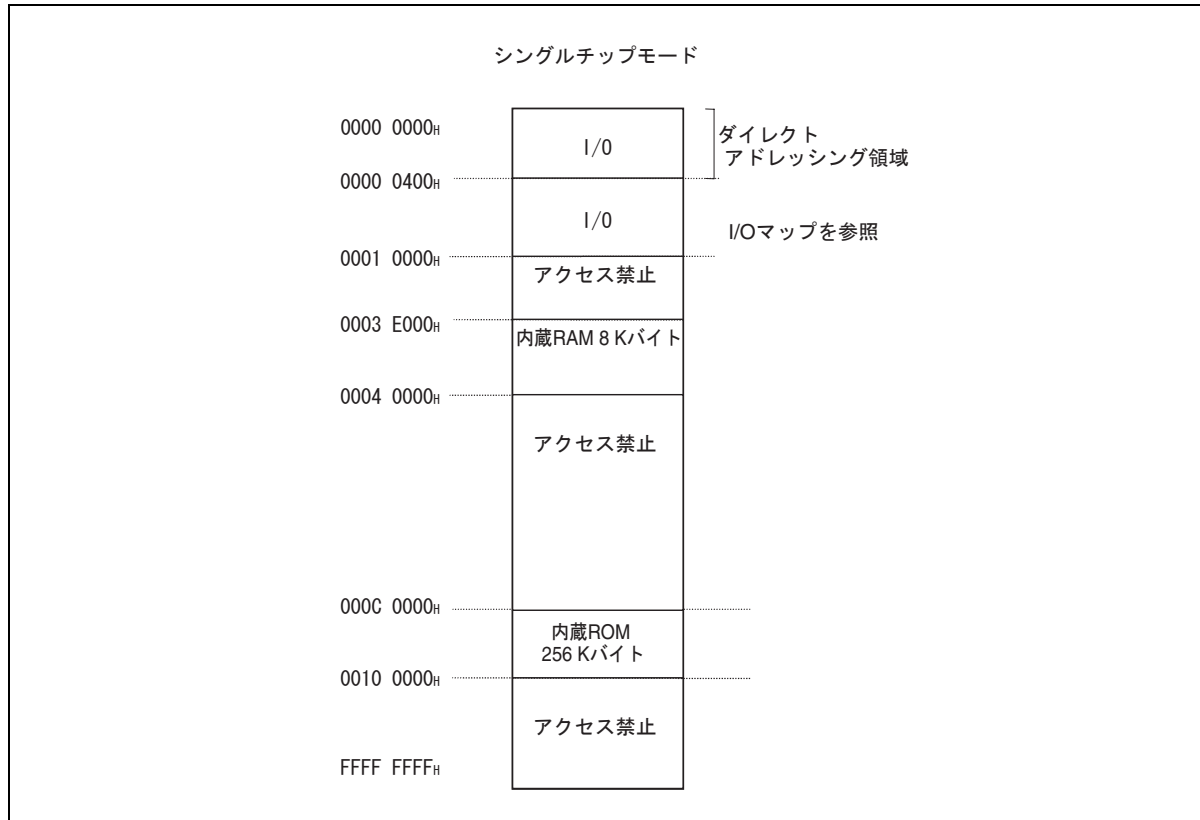 シングルチップモード
0000 0000H
I/O
ダイレクト
アドレッシング領域
0000 0400H
I/O
I/Oマップを参照
0001 0000H
アクセス禁止
0003 E000H
内蔵RAM 8 Kバイト
0004 0000H
アクセス禁止
000C 0000H
内蔵ROM
256 Kバイト
0010 0000H
アクセス禁止
FFFF FFFFH